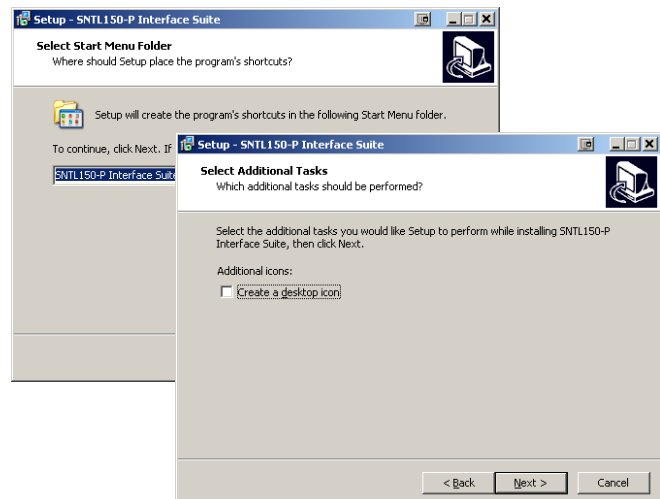 Setup - SNTL150-P Interface Suite
Select Start Menu Folder
Where should Setup place the program's shortcuts?
Setup will create the program's shortcuts in the following Start Menu folder.
To continue, click Next. If
SNTL150-P Interface Suite
Setup - SNTL150-P Interface Suite
Select Additional Tasks
Which additional tasks should be performed?
Select the additional tasks you would like Setup to perform while installing SNTL150-P
Interface Suite, then click Next.
Additional icons:
Create a desktop icon
< Back Next > Cancel